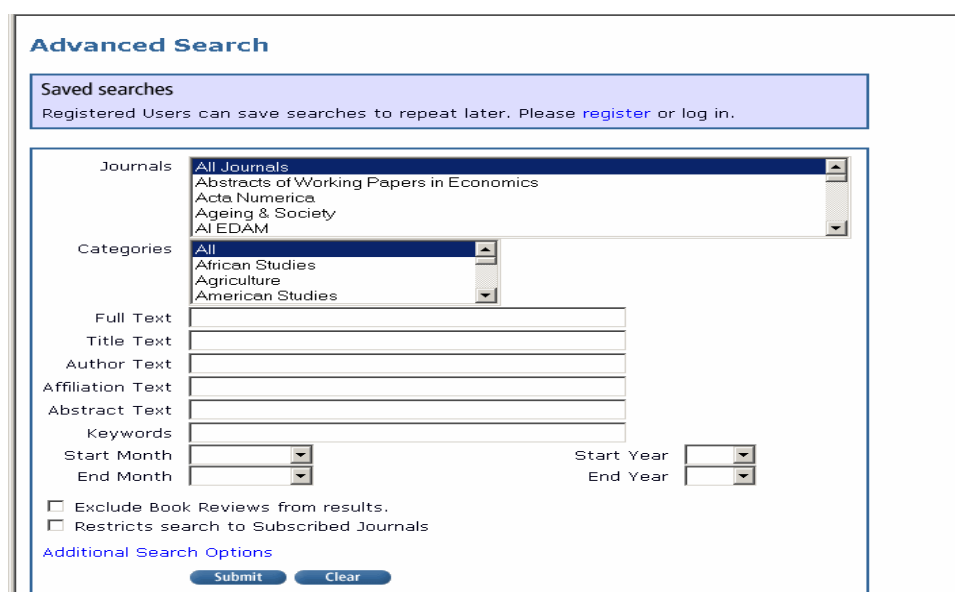 Advanced Search
Saved searches
Registered Users can save searches to repeat later. Please register or log in.
Journals
All Journals
Abstracts of Working Papers in Economics
Acta Numerica
Ageing & Society
AI EDAM
Categories
All
African Studies
Agriculture
American Studies
Full Text
Title Text
Author Text
Affiliation Text
Abstract Text
Keywords
Start Month Start Year
End Month End Year
Exclude Book Reviews from results.
Restricts search to Subscribed Journals
Additional Search Options
Submit Clear